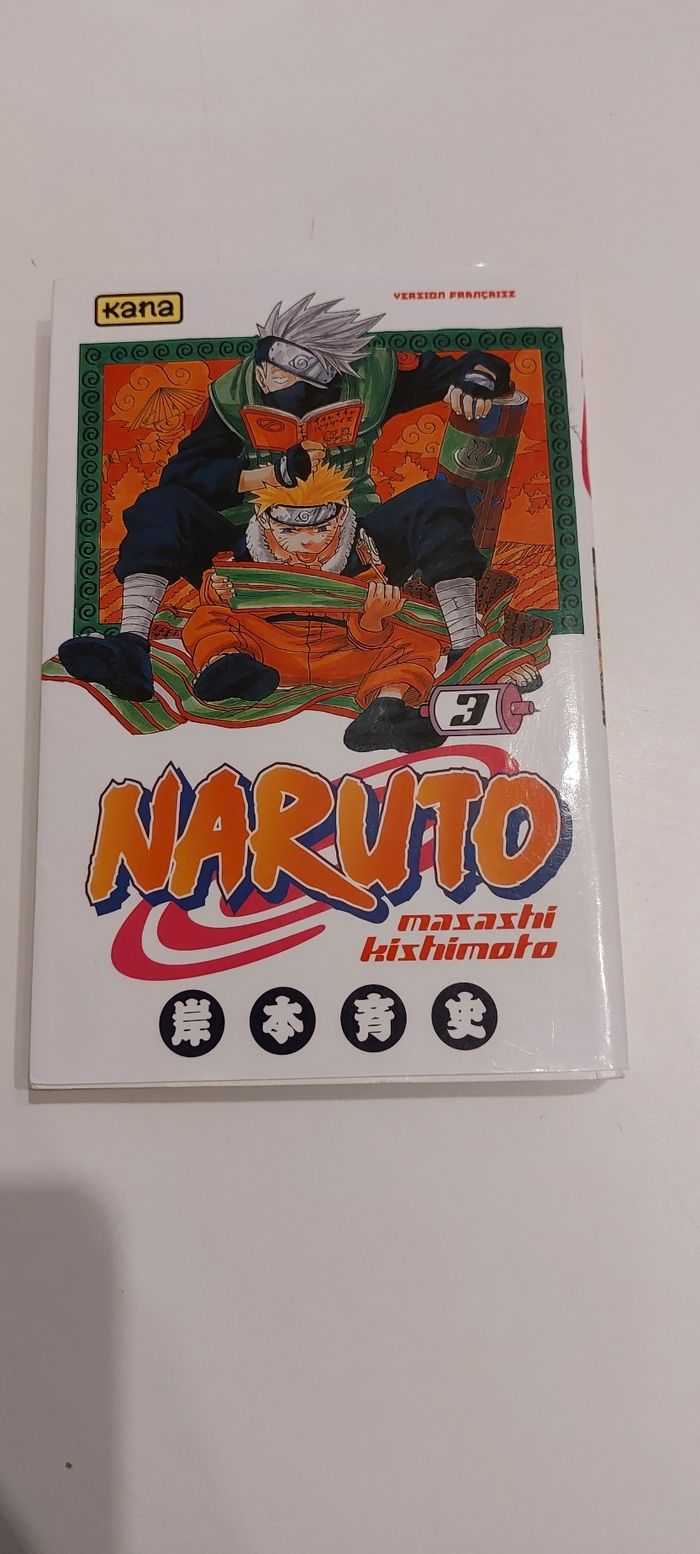 Kana
VERSION FRANÇAISE
3
NARUTO
masashi
kishimoto
岸本斉史